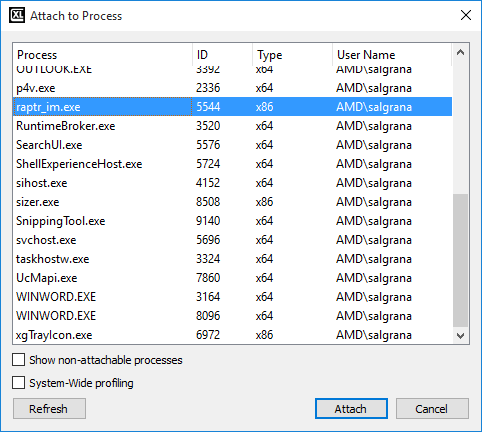 XL Attach to Process
Process ID Type User Name
OUTLOOK.EXE 3392 x64 AMD\salgrana
p4v.exe 2336 x64 AMD\salgrana
raptr_im.exe 5544 x86 AMD\salgrana
RuntimeBroker.exe 3520 x64 AMD\salgrana
SearchUI.exe 5576 x64 AMD\salgrana
ShellExperienceHost.exe 5724 x64 AMD\salgrana
sihost.exe 4152 x64 AMD\salgrana
sizer.exe 8508 x86 AMD\salgrana
SnippingTool.exe 9140 x64 AMD\salgrana
svchost.exe 5696 x64 AMD\salgrana
taskhostw.exe 3324 x64 AMD\salgrana
UcMapi.exe 7860 x64 AMD\salgrana
WINWORD.EXE 3164 x64 AMD\salgrana
WINWORD.EXE 8096 x64 AMD\salgrana
xgTrayIcon.exe 6972 x86 AMD\salgrana
Show non-attachable processes
System-Wide profiling
Refresh Attach Cancel